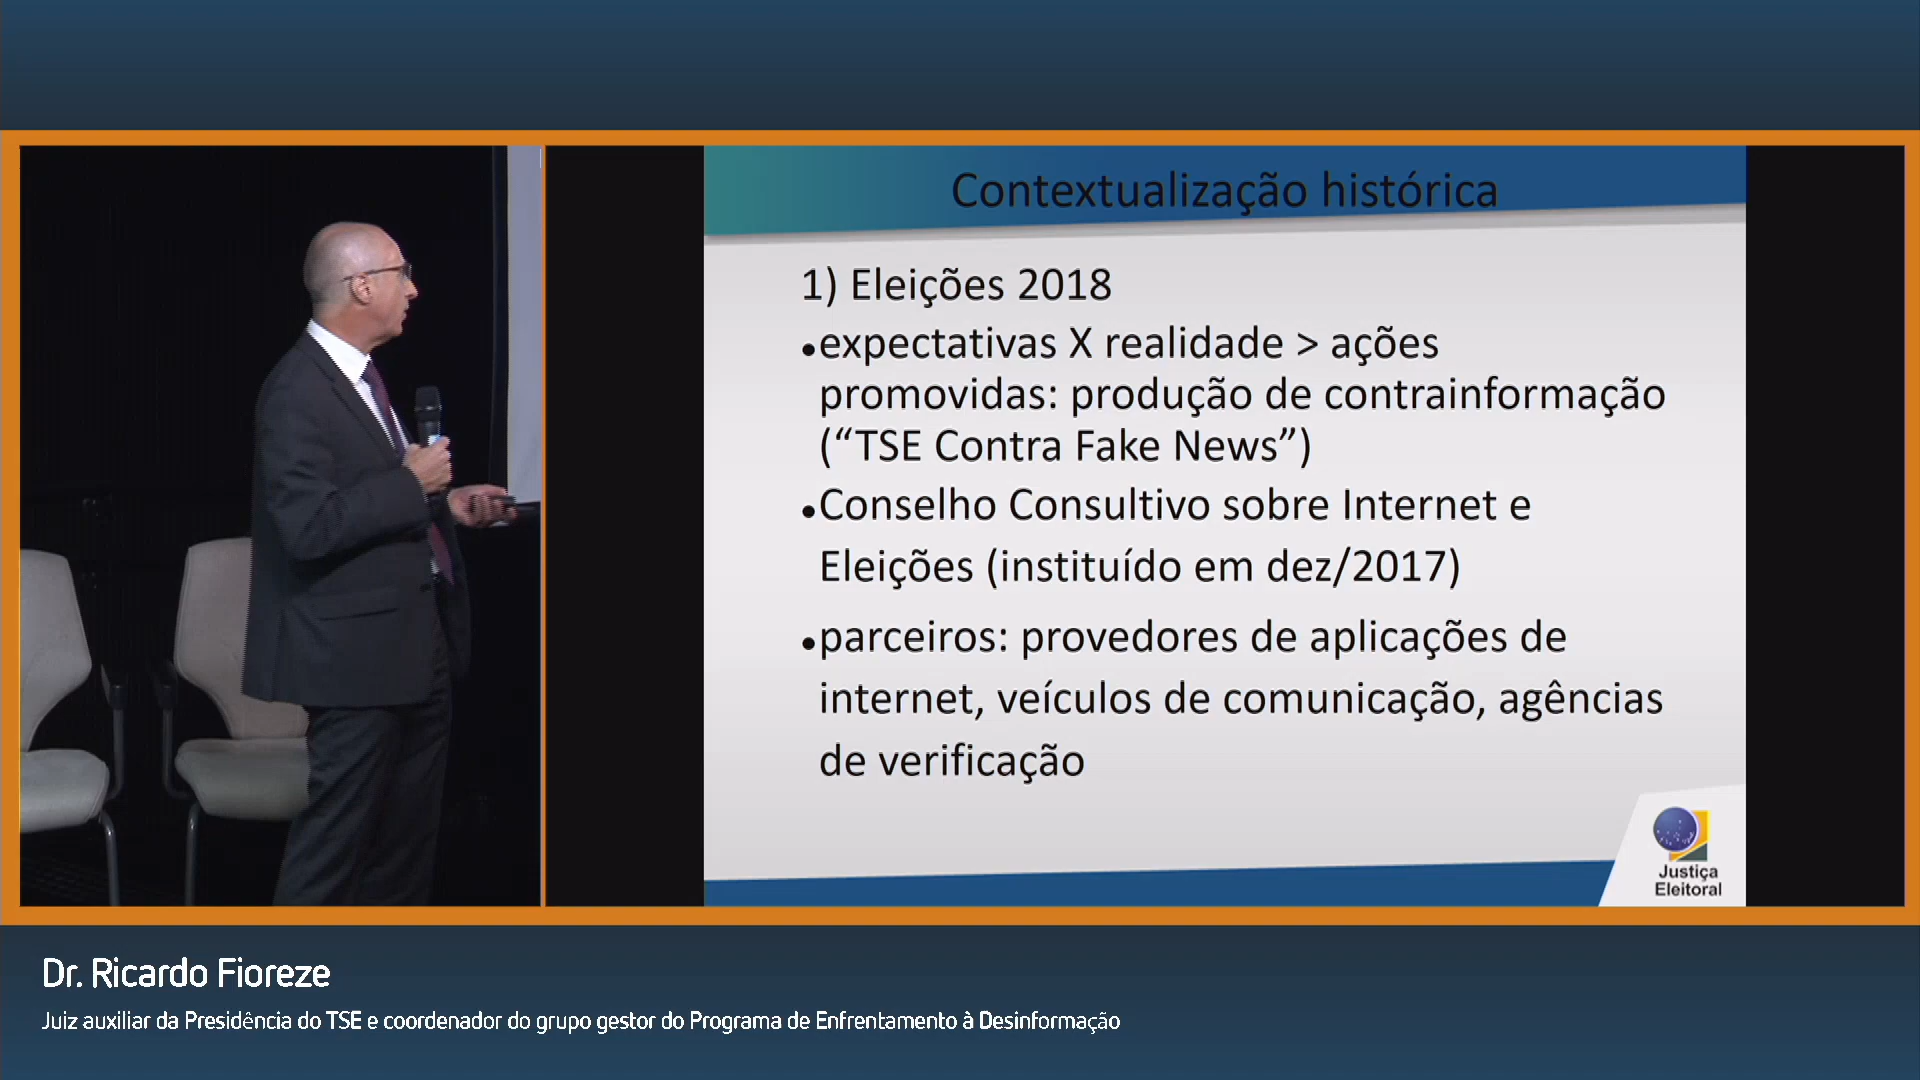 Contextualização histórica
1) Eleições 2018
•expectativas X realidade > ações
promovidas: produção de contrainformação
(“TSE Contra Fake News”)
•Conselho Consultivo sobre Internet e
Eleições (instituído em dez/2017)
•parceiros: provedores de aplicações de
internet, veículos de comunicação, agências
de verificação
Justiça
Eleitoral
Dr. Ricardo Fioreze
Juiz auxiliar da Presidência do TSE e coordenador do grupo gestor do Programa de Enfrentamento à Desinformação